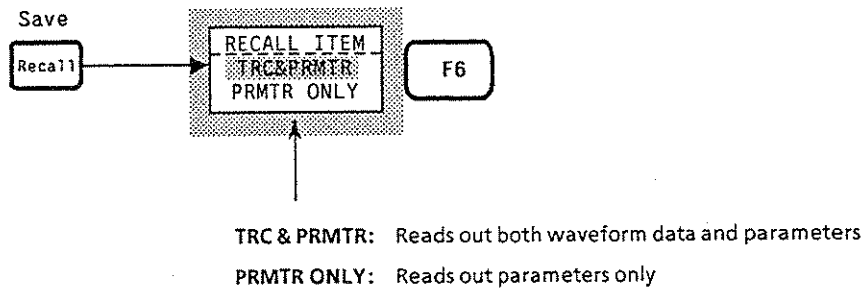 Save
Recall
RECALL ITEM
TRC&PRMTR
PRMTR ONLY
F6
TRC & PRMTR: Reads out both waveform data and parameters
PRMTR ONLY: Reads out parameters only